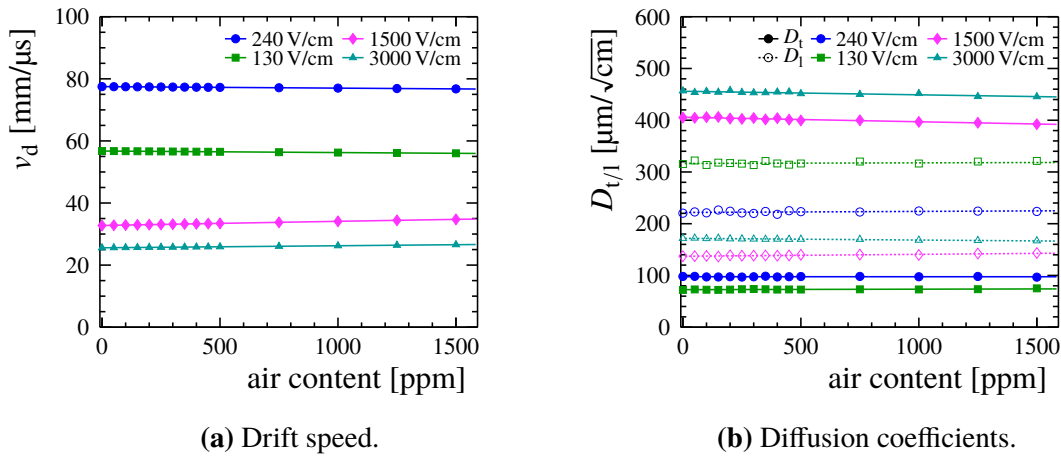 100
80
60
40
20
0
0 500 1000 1500
v_d [mm/μs]
240 V/cm 1500 V/cm
130 V/cm 3000 V/cm
air content [ppm]
(a) Drift speed.
600
500
400
300
200
100
0
0 500 1000 1500
D_t/l [μm/√cm]
D_t 240 V/cm 1500 V/cm
D_l 130 V/cm 3000 V/cm
air content [ppm]
(b) Diffusion coefficients.